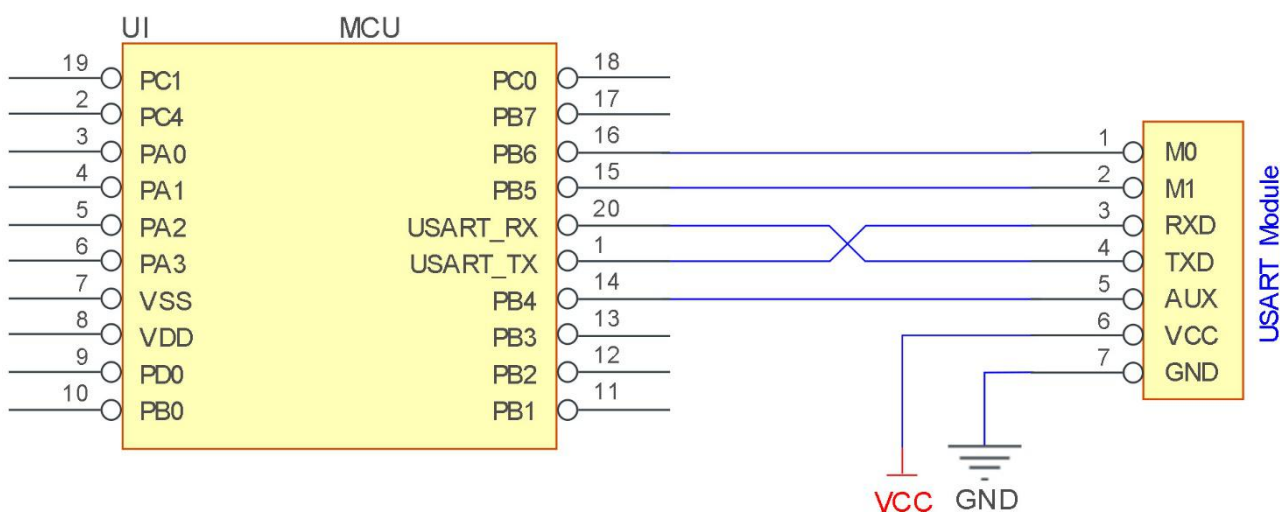 UI MCU
19 PC1 PC0 18
2 PC4 PB7 17
3 PA0 PB6 16 1 M0
4 PA1 PB5 15 2 M1
5 PA2 USART_RX 20 3 RXD
6 PA3 USART_TX 1 4 TXD
7 VSS PB4 14 5 AUX
8 VDD PB3 13 6 VCC
9 PD0 PB2 12 7 GND
10 PB0 PB1 11
USART Module
VCC GND